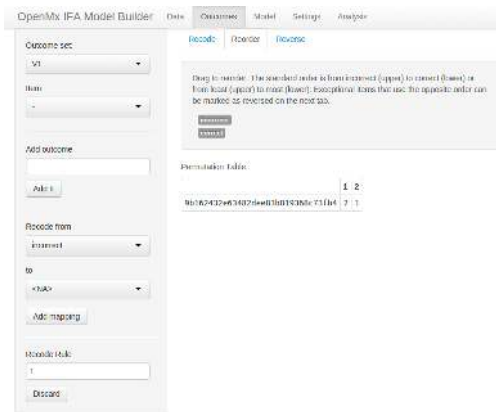 OpenMx IFA Model Builder
Data
Outcomes
Model
Settings
Analysis
Outcome set
V1
Item
-
Add outcome
Add it
Recode from
incorrect
to
<NA>
Add mapping
Recode Rule
1
Discard
Recode
Reorder
Reverse
Drag to reorder. The standard order is from incorrect (upper) to correct (lower) or
from least (upper) to most (lower). Exceptional items that use the opposite order can
be marked as reversed on the next tab.
incorrect
correct
Permutation Table
1 2
2 1